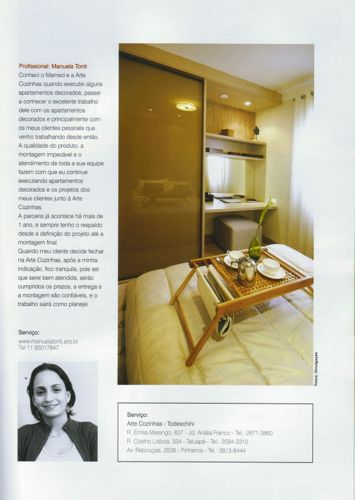 Profissional: Manuela Tonti
Conheci o Mamed e a Arte
Cozinhas quando executei alguns
apartamentos decorados, passei
a conhecer o excelente trabalho
dele com os apartamentos
decorados e principalmente com
os meus clientes pessoais que
venho trabalhando desde então.
A qualidade do produto, a
montagem impecável e o
atendimento de toda a sua equipe
fazem com que eu continue
executando apartamentos
decorados e os projetos dos
meus clientes junto à Arte
Cozinhas.
A parceria já acontece há mais de
1 ano, e sempre tenho o respaldo
desde a definição do projeto até a
montagem final.
Quando meu cliente decide fechar
na Arte Cozinhas, após a minha
indicação, fico tranquila, pois sei
que serei bem atendida, serão
cumpridos os prazos, a entrega e
a montagem são confiáveis, e o
trabalho sairá como planejei.
Serviço:
www.manuelatonti.arq.br
Tel:11 85017847
Fotos: Divulgação
Serviço:
Arte Cozinhas - Todeschini
R. Emília Marengo, 637 - Jd. Anália Franco - Tel.: 2671-3860
R. Coelho Lisboa, 334 - Tatuapé - Tel.: 2094-3310
Av. Rebouças, 2636 - Pinheiros - Tel: 3813-8444